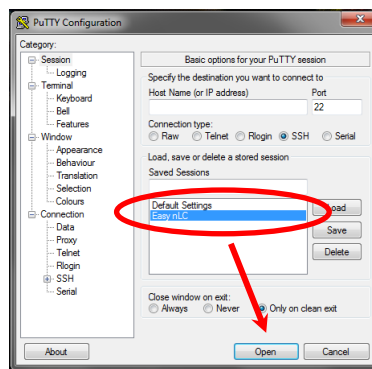 PuTTY Configuration
Category:
Session
Logging
Terminal
Keyboard
Bell
Features
Window
Appearance
Behaviour
Translation
Selection
Colours
Connection
Data
Proxy
Telnet
Rlogin
SSH
Serial
Basic options for your PuTTY session
Specify the destination you want to connect to
Host Name (or IP address) Port
22
Connection type:
Raw Telnet Rlogin SSH Serial
Load, save or delete a stored session
Saved Sessions
Default Settings
Easy nLC
Load
Save
Delete
Close window on exit:
Always Never Only on clean exit
About Open Cancel